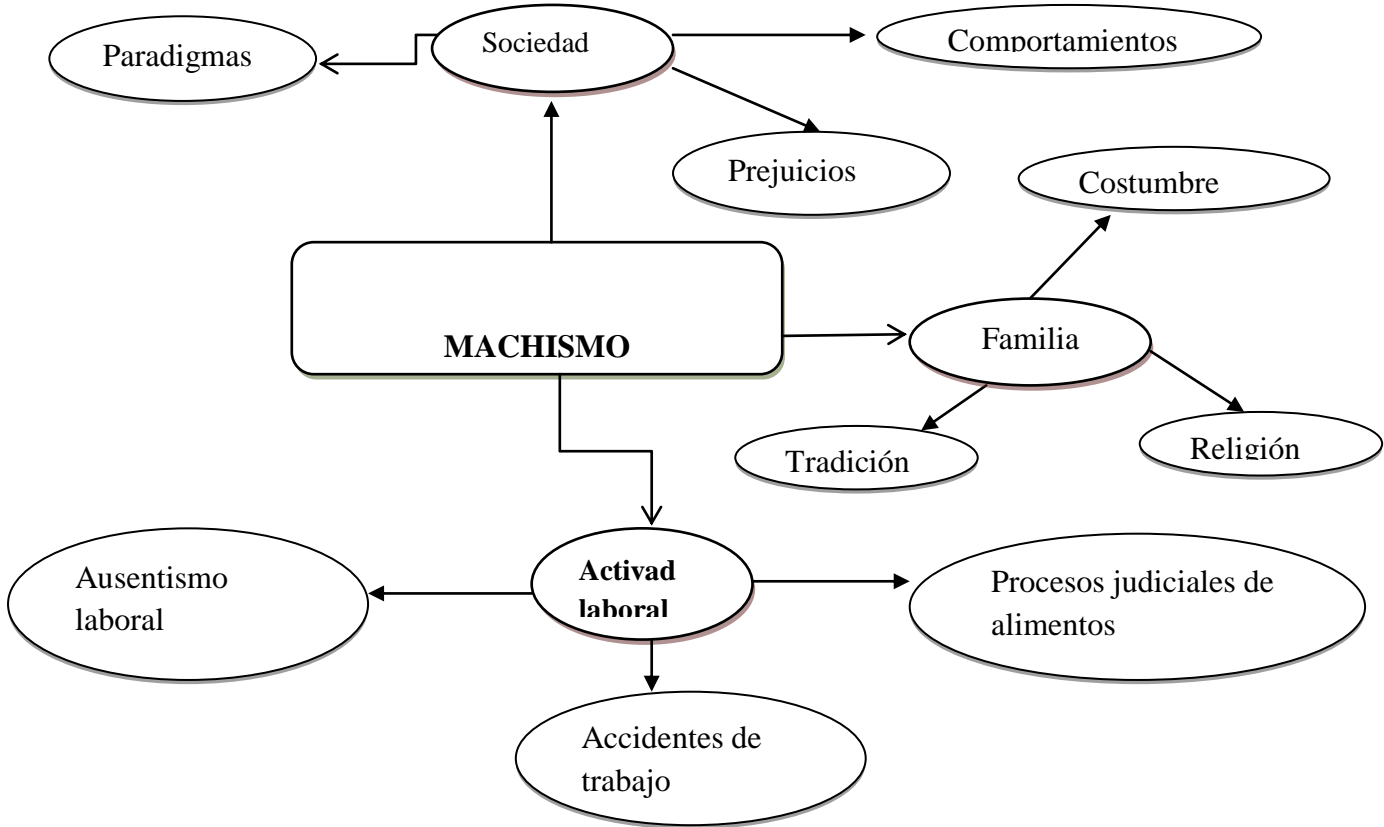 Sociedad
Paradigmas
Comportamientos
Prejuicios
Costumbre
MACHISMO
Familia
Tradición
Religión
Activad
laboral
Ausentismo
laboral
Procesos judiciales de
alimentos
Accidentes de
trabajo